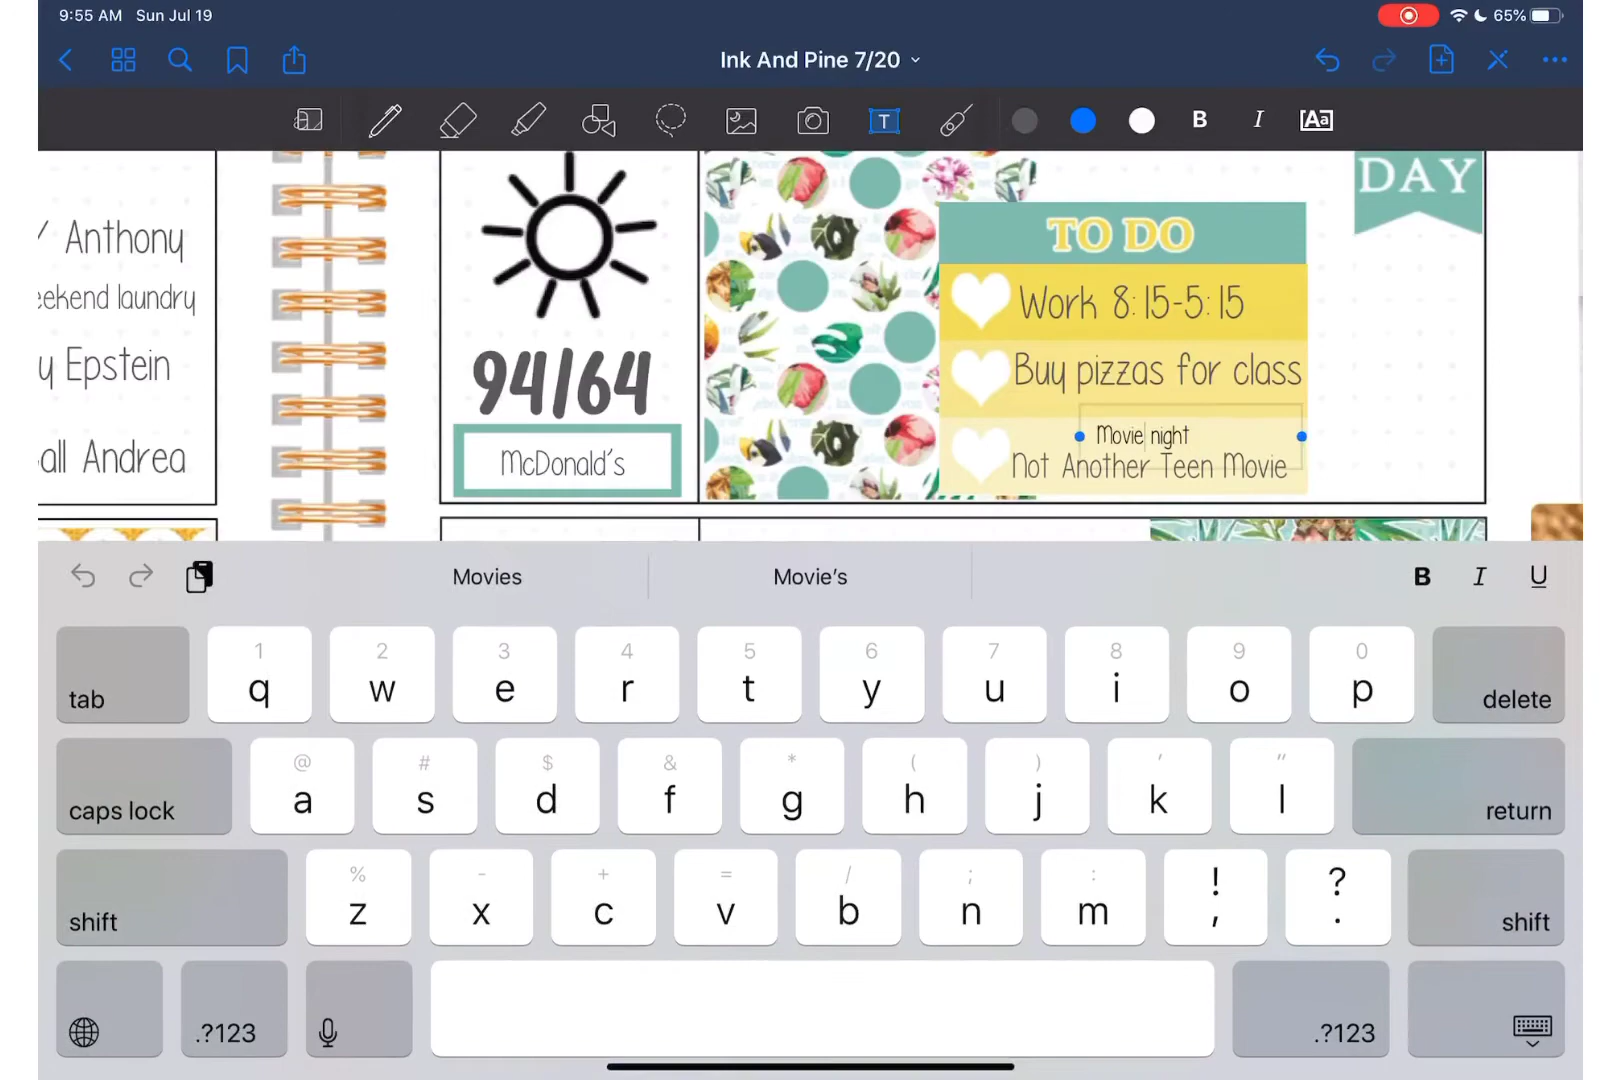 9:55 AM Sun Jul 19
65%
Ink And Pine 7/20
T
B I Aa
Anthony
eekend laundry
y Epstein
all Andrea
94/64
McDonald's
DAY
TO DO
Work 8:15-5:15
Buy pizzas for class
Movie night
Not Another Teen Movie
Movies Movie's B I U
tab 1 q 2 w 3 e 4 r 5 t 6 y 7 u 8 i 9 o 0 p delete
caps lock @ a # s $ d & f * g ( h ) j ' k " l return
shift % z - x + c = v / b ; n : m ! , ? . shift
.?123 .?123